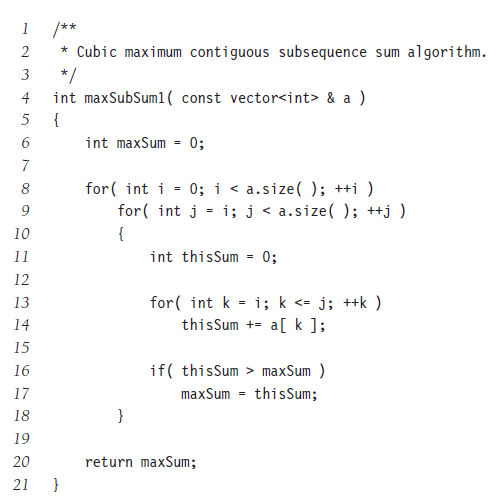 1 /**
2  * Cubic maximum contiguous subsequence sum algorithm.
3  */
4 int maxSubSum1( const vector<int> & a )
5 {
6     int maxSum = 0;
7
8     for( int i = 0; i < a.size( ); ++i )
9         for( int j = i; j < a.size( ); ++j )
10         {
11             int thisSum = 0;
12
13             for( int k = i; k <= j; ++k )
14                 thisSum += a[ k ];
15
16             if( thisSum > maxSum )
17                 maxSum = thisSum;
18         }
19
20     return maxSum;
21 }